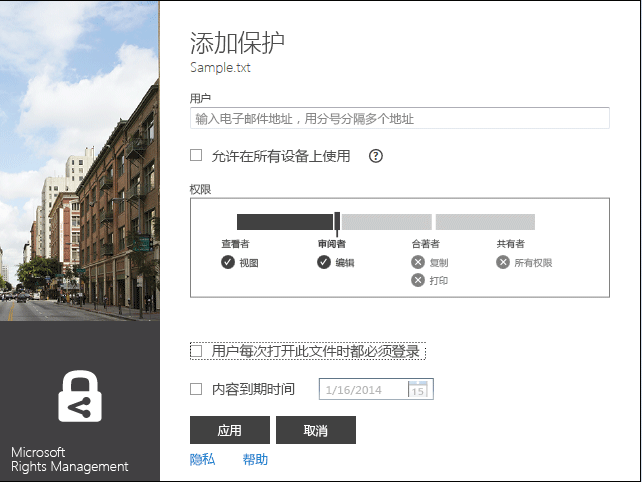 添加保护
Sample.txt
用户
输入电子邮件地址，用分号分隔多个地址
允许在所有设备上使用 ?
权限
查看者 审阅者 合著者 共有者
视图 编辑 复制 所有权限
打印
用户每次打开此文件时都必须登录
内容到期时间 1/16/2014 15
应用 取消
隐私 帮助
Microsoft
Rights Management